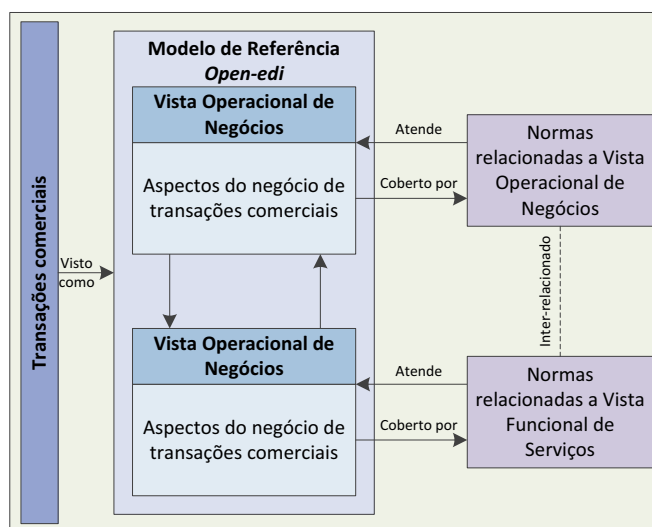 Transações comerciais
Visto
como
Modelo de Referência
Open-edi
Vista Operacional de
Negócios
Aspectos do negócio de
transações comerciais
Atende
Coberto por
Normas
relacionadas a Vista
Operacional de
Negócios
Inter-relacionado
Vista Operacional de
Negócios
Aspectos do negócio de
transações comerciais
Atende
Coberto por
Normas
relacionadas a Vista
Funcional de
Serviços